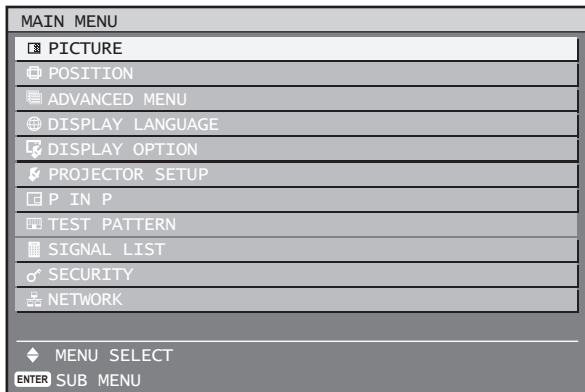 MAIN MENU
PICTURE
POSITION
ADVANCED MENU
DISPLAY LANGUAGE
DISPLAY OPTION
PROJECTOR SETUP
P IN P
TEST PATTERN
SIGNAL LIST
SECURITY
NETWORK
MENU SELECT
ENTER SUB MENU